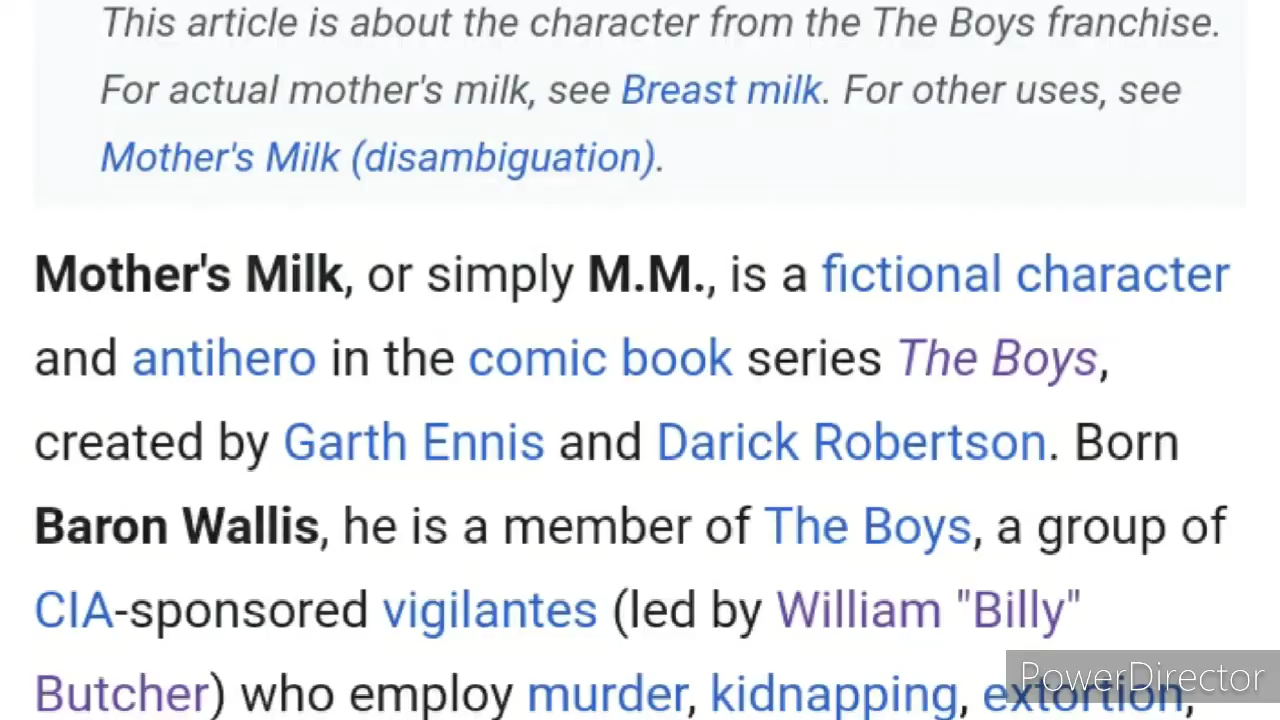 This article is about the character from the The Boys franchise.
For actual mother's milk, see Breast milk. For other uses, see
Mother's Milk (disambiguation).
Mother's Milk, or simply M.M., is a fictional character
and antihero in the comic book series The Boys,
created by Garth Ennis and Darick Robertson. Born
Baron Wallis, he is a member of The Boys, a group of
CIA-sponsored vigilantes (led by William "Billy"
Butcher) who employ murder, kidnapping, extortion,
PowerDirector